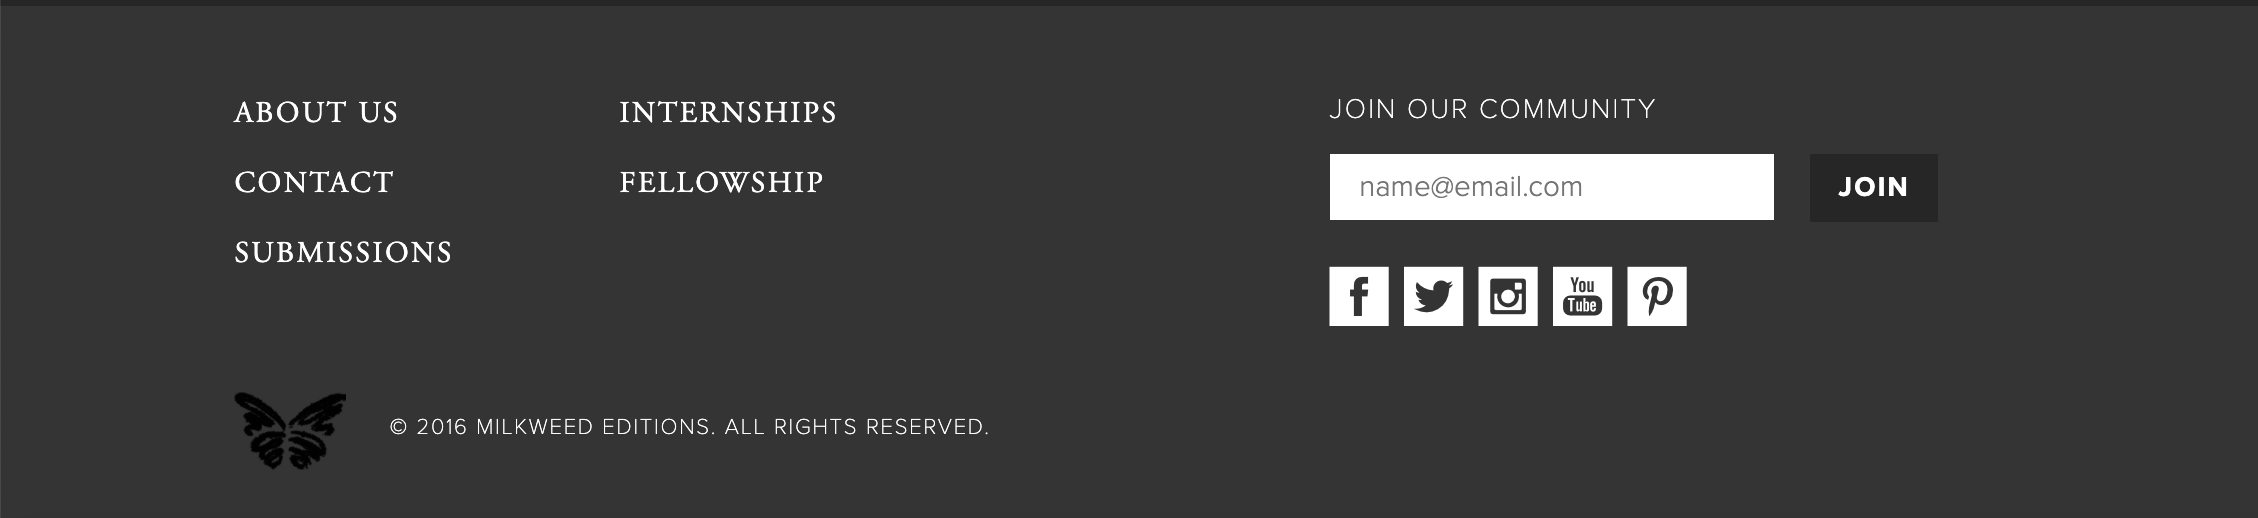 ABOUT US
CONTACT
SUBMISSIONS
INTERNSHIPS
FELLOWSHIP
JOIN OUR COMMUNITY
name@email.com
JOIN
You
Tube
© 2016 MILKWEED EDITIONS. ALL RIGHTS RESERVED.